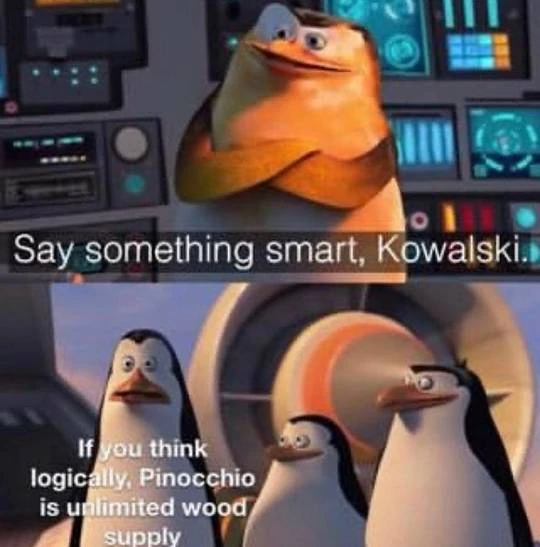 Say something smart, Kowalski.
If you think
logically, Pinocchio
is unlimited wood
supply